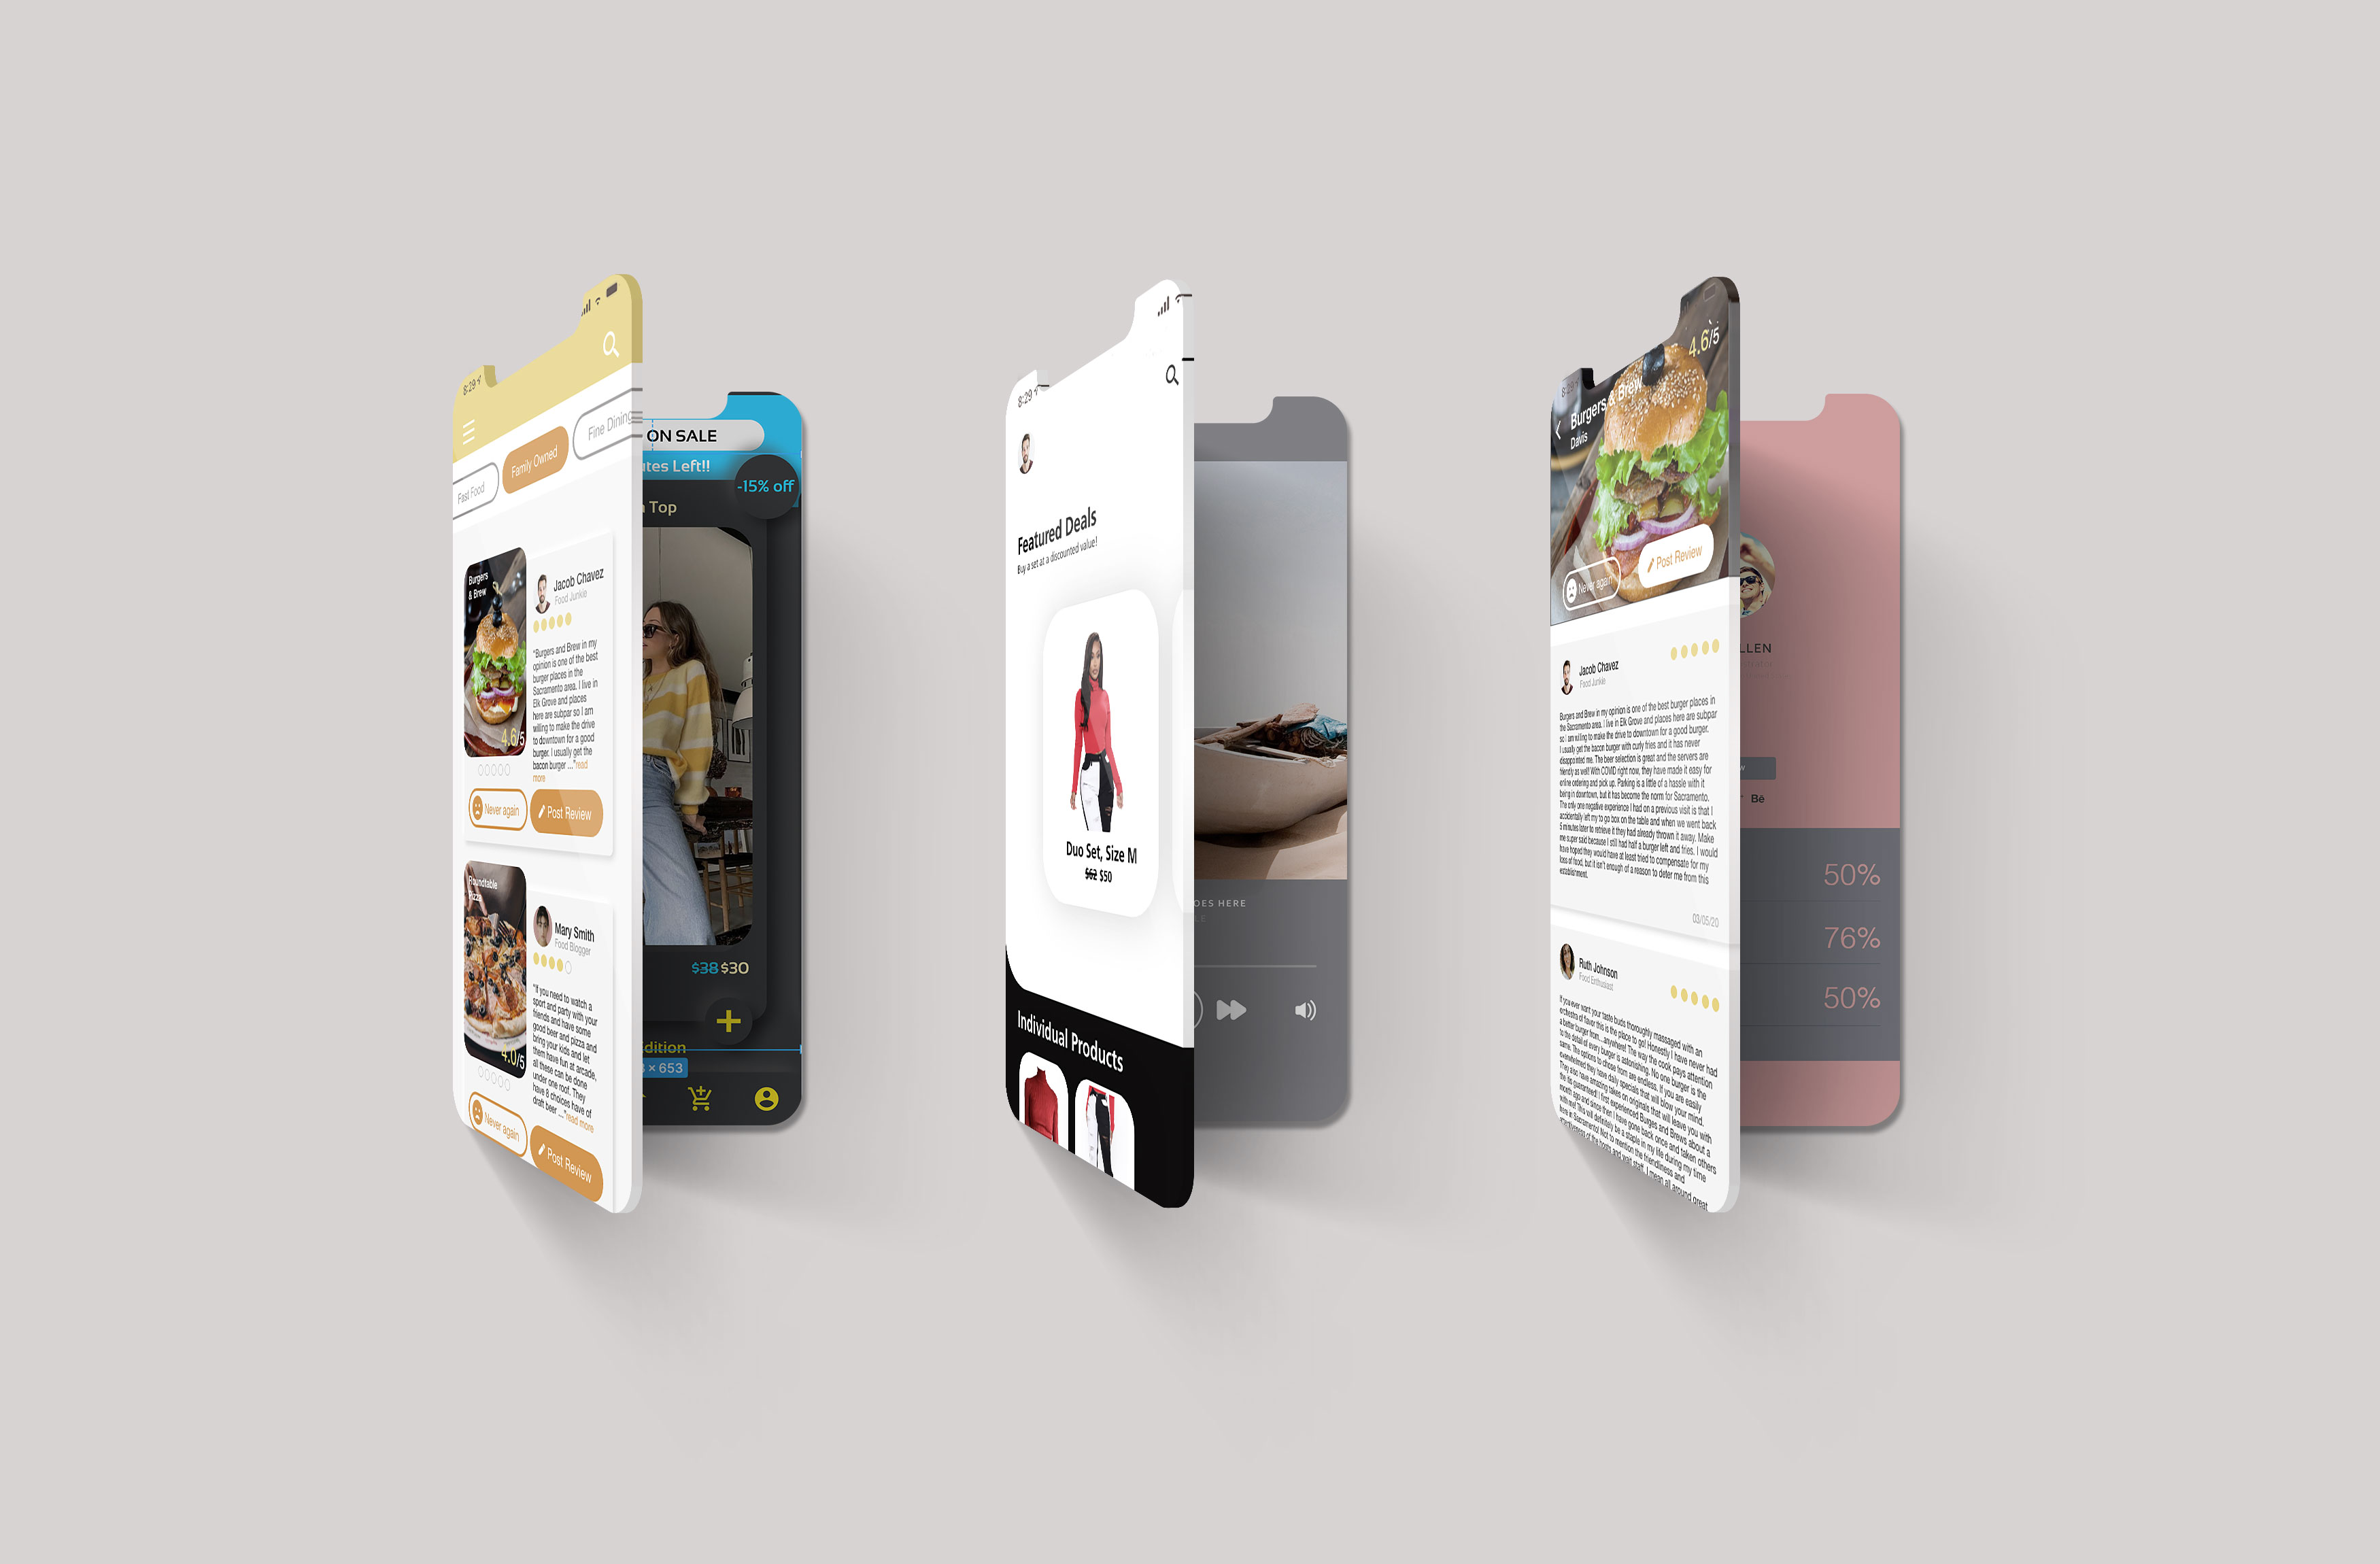 8:29
Fast Food
Family Owned
Fine Dining
Burgers
& Brew
4.6/5
Jacob Chavez
Food Junkie
"Burgers and Brew in my
opinion is one of the best
burger places in the
Sacramento area. I live in
Elk Grove and places
here are subpar so I am
willing to make the drive
to downtown for a good
burger. I usually get the
bacon burger ..."read
more
Never again
Post Review
Roundtable
Pizza
4.0/5
Mary Smith
Food Blogger
"If you need to watch a
sport and party with your
friends and have some
good beer and pizza and
bring your kids and let
them have fun at arcade,
all these can be done
under one roof. They
have 8 choices have of
draft beer ..."read more
Never again
Post Review
ON SALE
utes Left!!
-15% off
Top
$38 $30
dition
× 653
8:29
Featured Deals
Buy a set at a discounted value!
Duo Set, Size M
$62 $50
Individual Products
OES HERE
LE
8:29
Burgers & Brew
Davis
4.6/5
Never again
Post Review
Jacob Chavez
Food Junkie
Burgers and Brew in my opinion is one of the best burger places in
the Sacramento area. I live in Elk Grove and places here are subpar
so I am willing to make the drive to downtown for a good burger.
I usually get the bacon burger with curly fries and it has never
disappointed me. The beer selection is great and the servers are
friendly as well! With COVID right now, they have made it easy for
online ordering and pick up. Parking is a little of a hassle with it
being in downtown, but it has become the norm for Sacramento.
The only one negative experience I had on a previous visit is that I
accidentally left my to go box on the table and when we went back
5 minutes later to retrieve it they had already thrown it away. Make
me super said because I still had half a burger left and fries. I would
have hoped they would have at least tried to compensate for my
loss of food, but it isn't enough of a reason to deter me from this
establishment.
03/05/20
Ruth Johnson
Food Enthusiast
If you ever want your taste buds thoroughly massaged with an
orchestra of flavor this is the place to go! Honestly I have never had
a better burger from...anywhere! The way the cook pays attention
to the detail of every burger is astonishing. No one burger is the
same. The options to chose from are endless. If you are easily
overwhelmed they have daily specials that will blow your mind.
They also have amazing takes on originals that will leave you with
the ribs guaranteed! I first experienced Burges and Brews about a
month ago and since then I have gone back once and taken others
with me! This will definitely be a staple in my life during my time
here in Sacramento! Not to mention the friendliness and
of the hosts and wait staff. I mean all around great
LLEN
Bē
50%
76%
50%